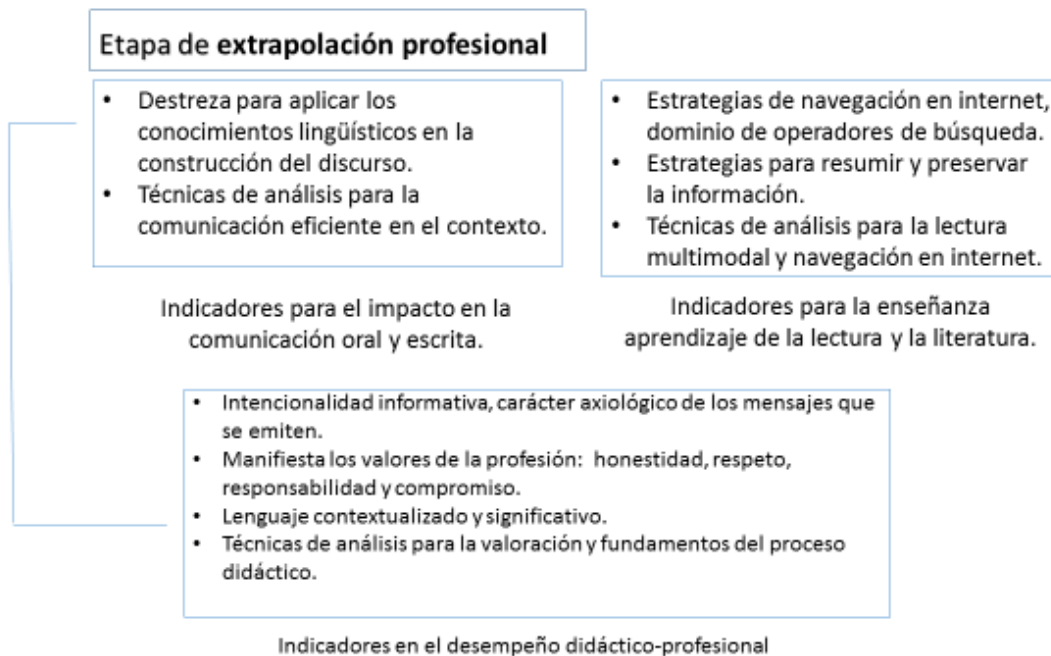 Etapa de extrapolación profesional
• Destreza para aplicar los
conocimientos lingüísticos en la
construcción del discurso.
• Técnicas de análisis para la
comunicación eficiente en el contexto.
Indicadores para el impacto en la
comunicación oral y escrita.
• Estrategias de navegación en internet,
dominio de operadores de búsqueda.
• Estrategias para resumir y preservar
la información.
• Técnicas de análisis para la lectura
multimodal y navegación en internet.
Indicadores para la enseñanza
aprendizaje de la lectura y la literatura.
• Intencionalidad informativa, carácter axiológico de los mensajes que
se emiten.
• Manifiesta los valores de la profesión: honestidad, respeto,
responsabilidad y compromiso.
• Lenguaje contextualizado y significativo.
• Técnicas de análisis para la valoración y fundamentos del proceso
didáctico.
Indicadores en el desempeño didáctico-profesional